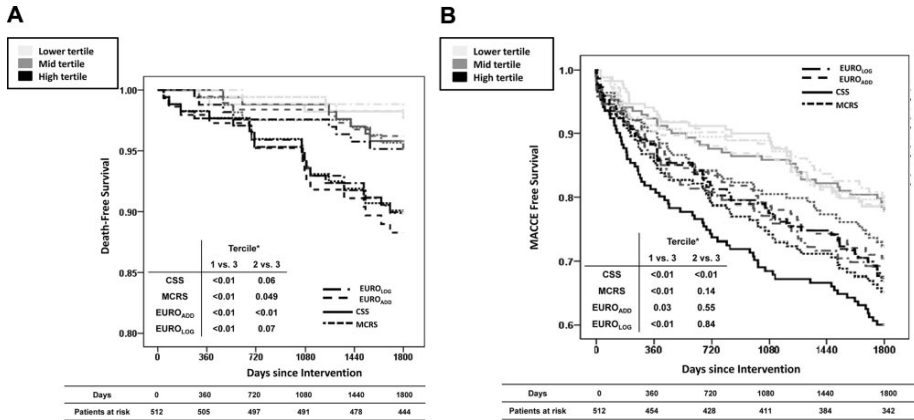 A
Lower tertile
Mid tertile
High tertile
Death-Free Survival
1.00
0.95
0.90
0.85
0.80
Tercile*
1 vs. 3 2 vs. 3
CSS <0.01 0.06
MCRS <0.01 0.049
EUROADD <0.01 <0.01
EUROLOG <0.01 0.07
EUROLOG
EUROADD
CSS
MCRS
0 360 720 1080 1440 1800
Days since Intervention
Days 0 360 720 1080 1440 1800
Patients at risk 512 505 497 491 478 444
B
Lower tertile
Mid tertile
High tertile
EUROLOG
EUROADD
CSS
MCRS
MACCE Free Survival
1.0
0.9
0.8
0.7
0.6
Tercile*
1 vs. 3 2 vs. 3
CSS <0.01 <0.01
MCRS <0.01 0.14
EUROADD 0.03 0.55
EUROLOG <0.01 0.84
0 360 720 1080 1440 1800
Days since Intervention
Days 0 360 720 1080 1440 1800
Patients at risk 512 454 428 411 384 342